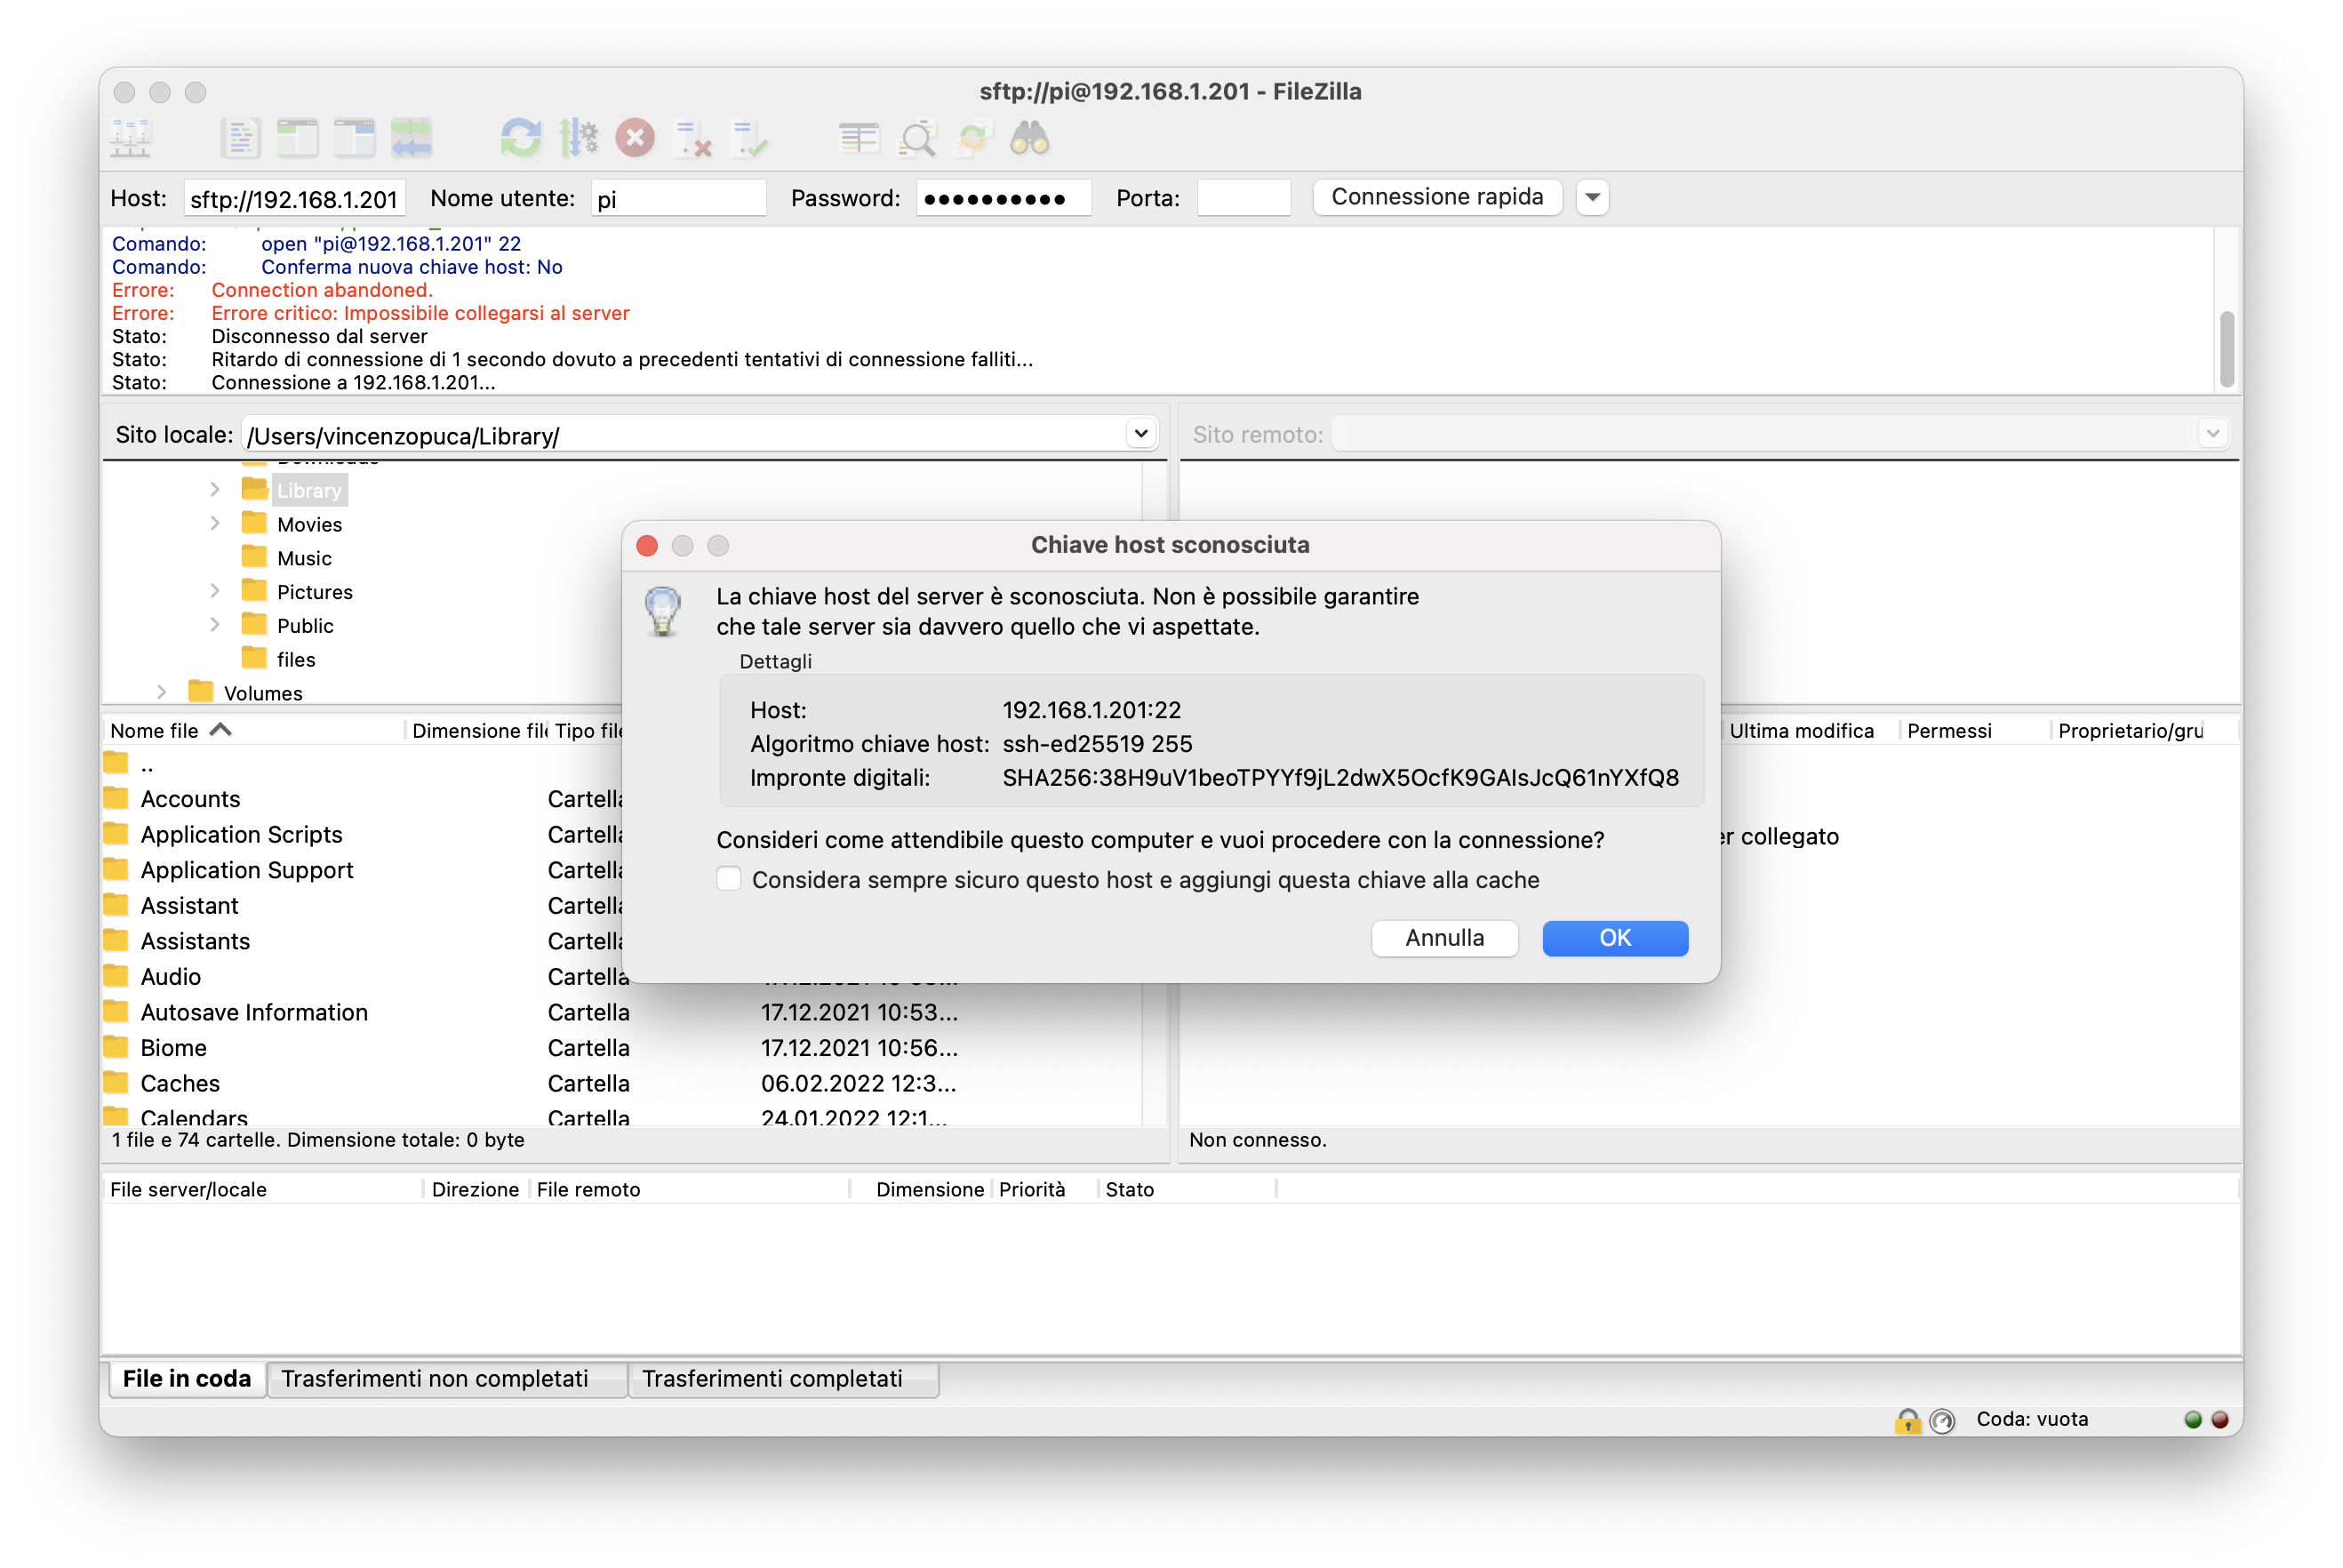 sftp://pi@192.168.1.201 - FileZilla
Host: sftp://192.168.1.201 Nome utente: pi Password: ●●●●●●●●●● Porta: Connessione rapida
Comando: open "pi@192.168.1.201" 22
Comando: Conferma nuova chiave host: No
Errore: Connection abandoned.
Errore: Errore critico: Impossibile collegarsi al server
Stato: Disconnesso dal server
Stato: Ritardo di connessione di 1 secondo dovuto a precedenti tentativi di connessione falliti...
Stato: Connessione a 192.168.1.201...
Sito locale: /Users/vincenzopuca/Library/
Sito remoto:
Downloads
Library
Movies
Music
Pictures
Public
files
Volumes
Chiave host sconosciuta
La chiave host del server è sconosciuta. Non è possibile garantire
che tale server sia davvero quello che vi aspettate.
Dettagli
Host: 192.168.1.201:22
Algoritmo chiave host: ssh-ed25519 255
Impronte digitali: SHA256:38H9uV1beoTPYYf9jL2dwX5OcfK9GAIsJcQ61nYXfQ8
Consideri come attendibile questo computer e vuoi procedere con la connessione?
Considera sempre sicuro questo host e aggiungi questa chiave alla cache
Annulla OK
Nome file Dimensione file Tipo file
..
Accounts Cartella
Application Scripts Cartella
Application Support Cartella
Assistant Cartella
Assistants Cartella
Audio Cartella
Autosave Information Cartella 17.12.2021 10:53...
Biome Cartella 17.12.2021 10:56...
Caches Cartella 06.02.2022 12:3...
Calendars Cartella 24.01.2022 12:1...
1 file e 74 cartelle. Dimensione totale: 0 byte
Ultima modifica Permessi Proprietario/gru
collegato
Non connesso.
File server/locale Direzione File remoto Dimensione Priorità Stato
File in coda Trasferimenti non completati Trasferimenti completati
Coda: vuota